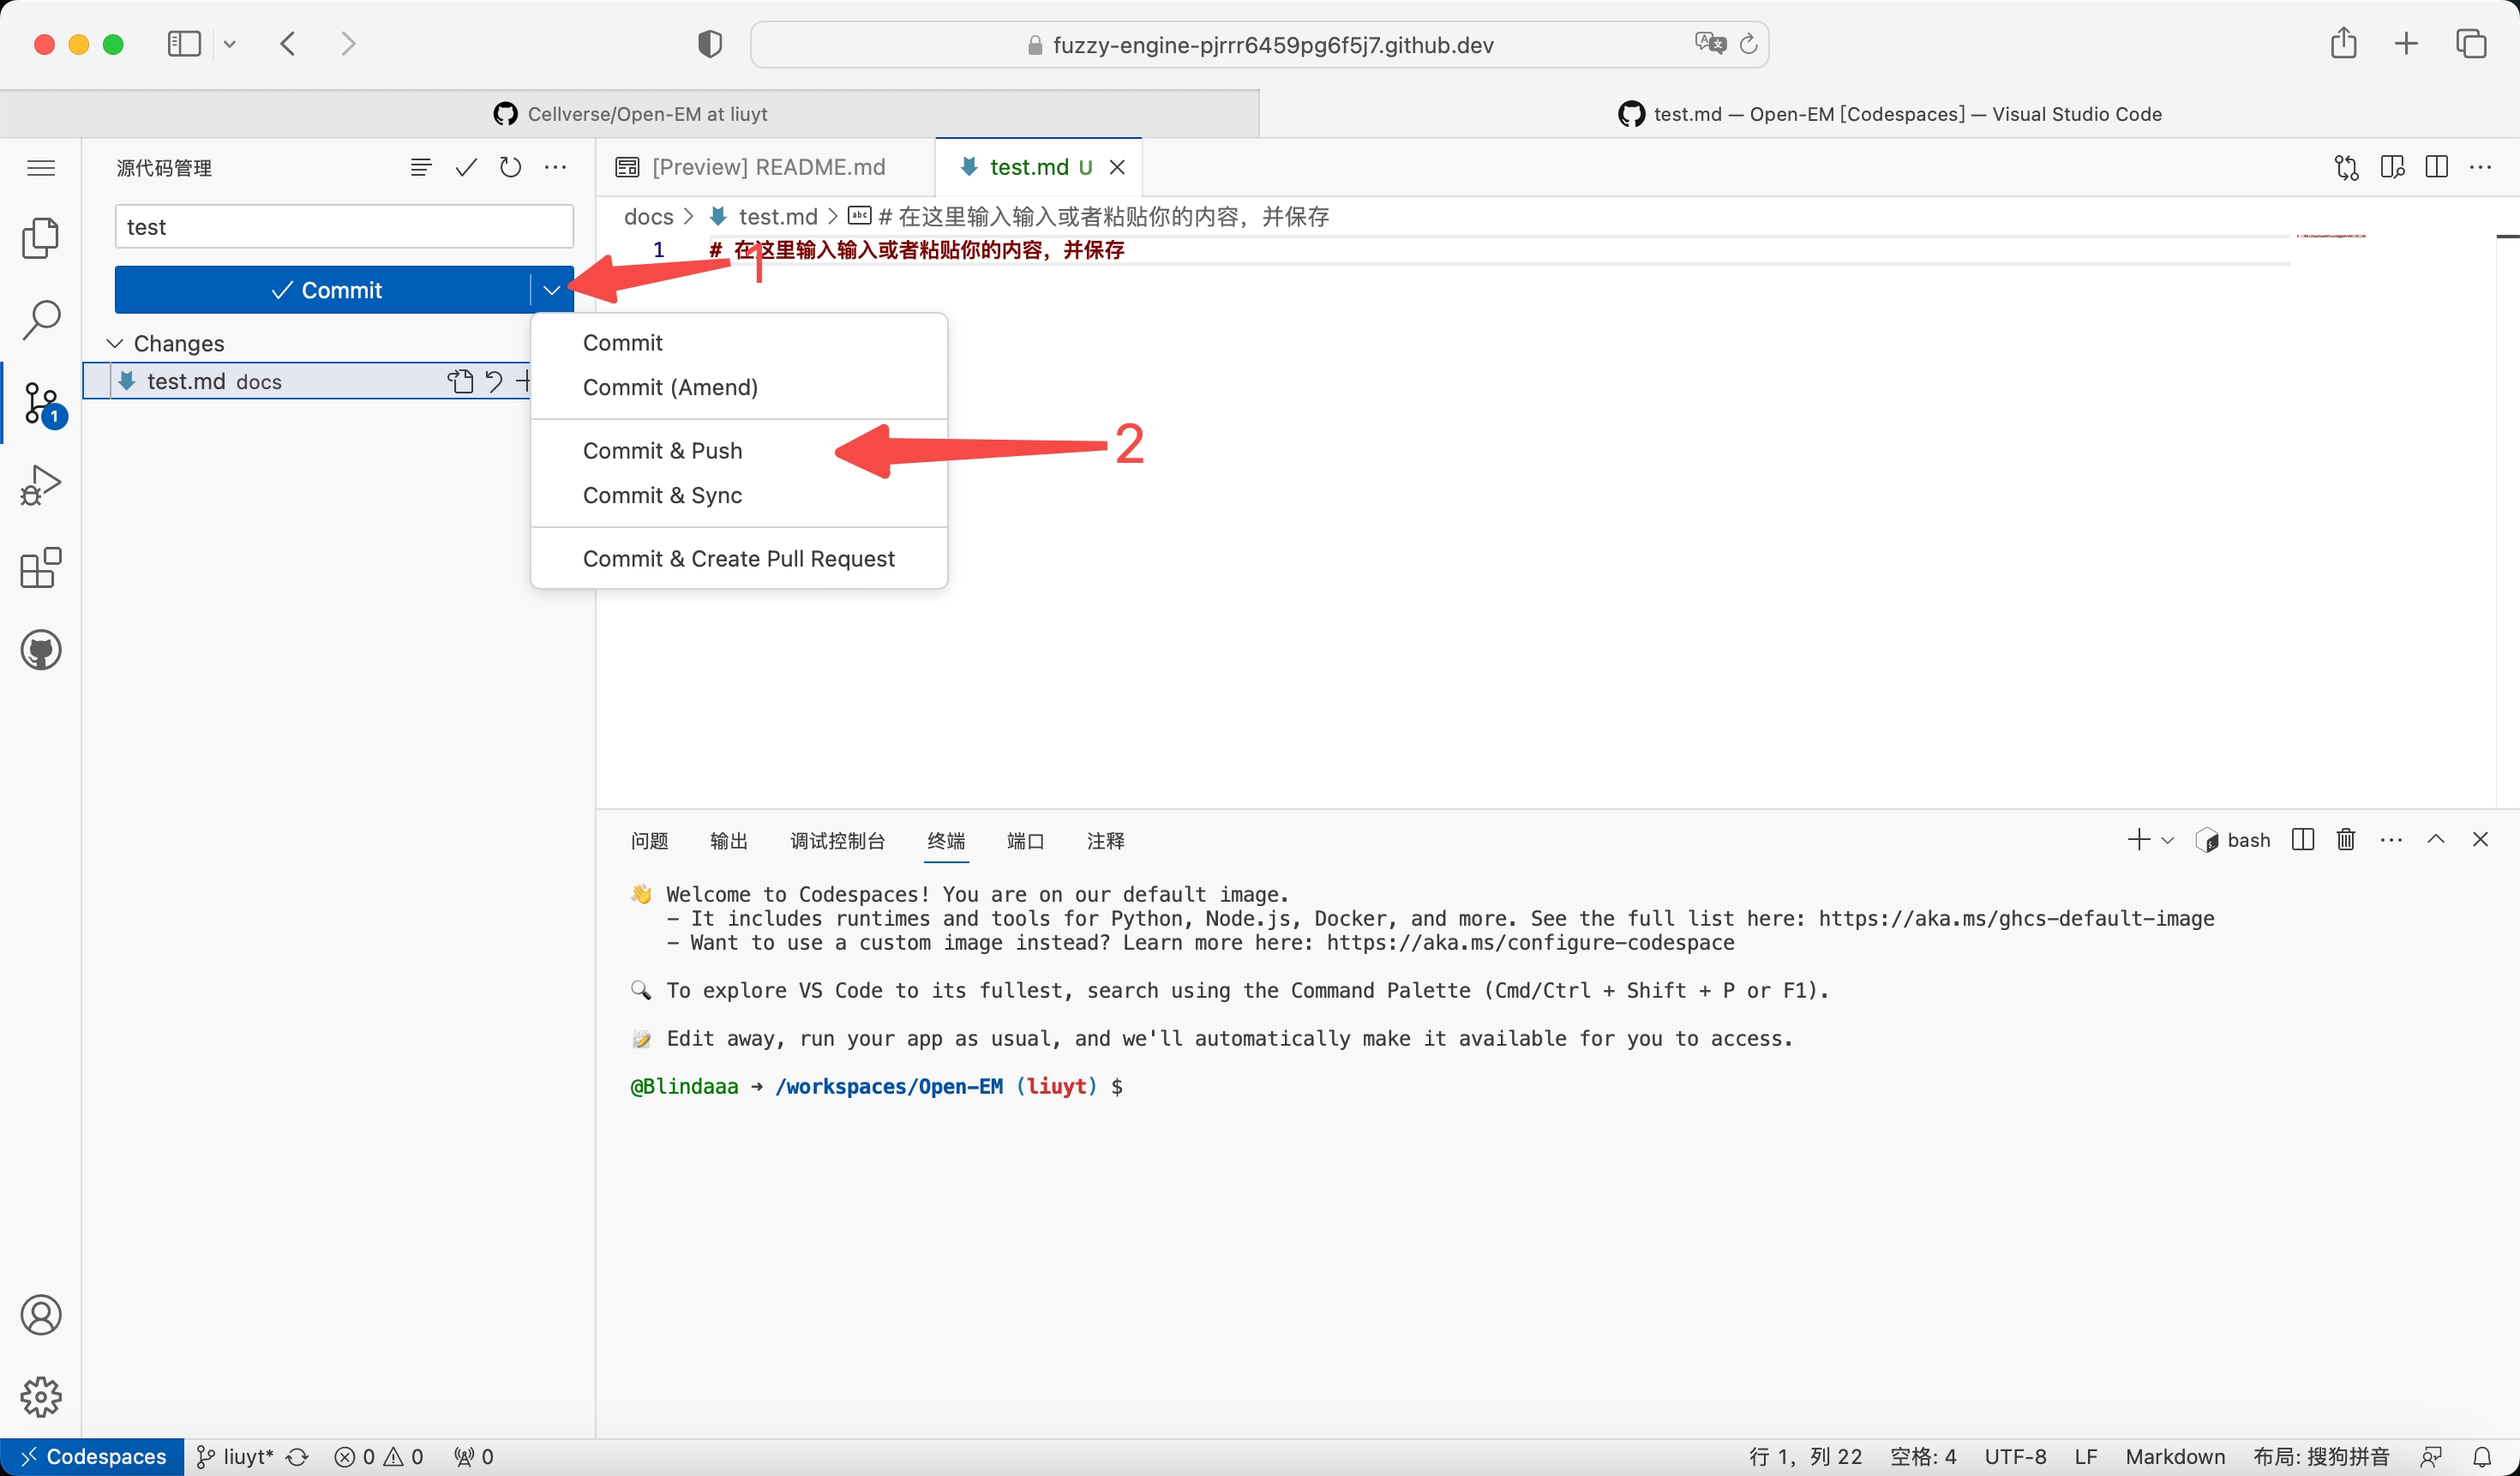 fuzzy-engine-pjrrr6459pg6f5j7.github.dev
Cellverse/Open-EM at liuyt
test.md — Open-EM [Codespaces] — Visual Studio Code
源代码管理
[Preview] README.md
test.md U
test
docs > test.md > # 在这里输入输入或者粘贴你的内容，并保存
1 # 在这里输入输入或者粘贴你的内容，并保存
1
Commit
Changes
test.md docs
1
Commit
Commit (Amend)
Commit & Push
2
Commit & Sync
Commit & Create Pull Request
问题 输出 调试控制台 终端 端口 注释
bash
👋 Welcome to Codespaces! You are on our default image.
- It includes runtimes and tools for Python, Node.js, Docker, and more. See the full list here: https://aka.ms/ghcs-default-image
- Want to use a custom image instead? Learn more here: https://aka.ms/configure-codespace
🔍 To explore VS Code to its fullest, search using the Command Palette (Cmd/Ctrl + Shift + P or F1).
📝 Edit away, run your app as usual, and we'll automatically make it available for you to access.
@Blindaaa → /workspaces/Open-EM (liuyt) $
Codespaces liuyt* 0 0 0 行 1，列 22 空格: 4 UTF-8 LF Markdown 布局: 搜狗拼音